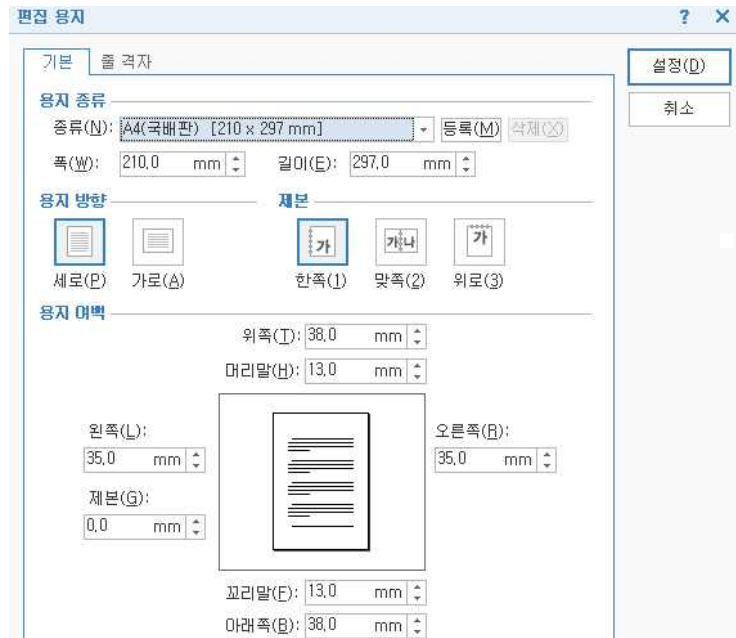 편집 용지 ? ×
기본 줄 격자
설정(D)
취소
용지 종류
종류(N): A4(국배판) [210 x 297 mm] 등록(M) 삭제(X)
폭(W): 210.0 mm 길이(E): 297.0 mm
용지 방향 제본
가 가나 가
세로(P) 가로(A) 한쪽(1) 맞쪽(2) 위로(3)
용지 여백
위쪽(T): 38.0 mm
머리말(H): 13.0 mm
왼쪽(L): 오른쪽(R):
35.0 mm 35.0 mm
제본(G):
0.0 mm
꼬리말(F): 13.0 mm
아래쪽(B): 38.0 mm